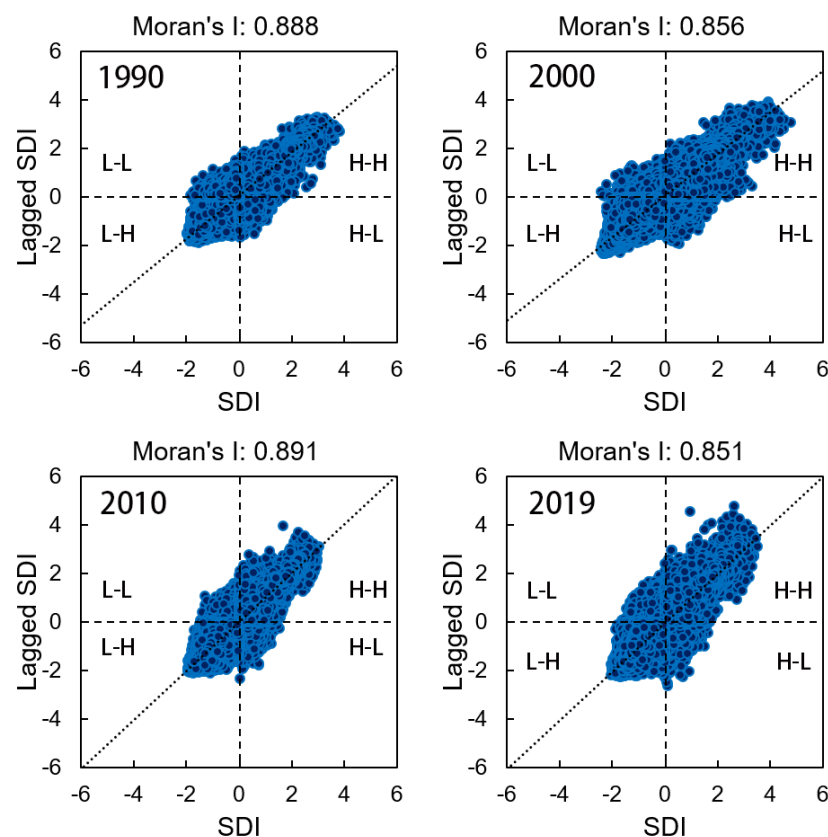 Moran's I: 0.888
1990
6
4
2
0
-2
-4
-6
Lagged SDI
L-L
H-H
L-H
H-L
-6 -4 -2 0 2 4 6
SDI
Moran's I: 0.856
2000
6
4
2
0
-2
-4
-6
Lagged SDI
L-L
H-H
L-H
H-L
-6 -4 -2 0 2 4 6
SDI
Moran's I: 0.891
2010
6
4
2
0
-2
-4
-6
Lagged SDI
L-L
H-H
L-H
H-L
-6 -4 -2 0 2 4 6
SDI
Moran's I: 0.851
2019
6
4
2
0
-2
-4
-6
Lagged SDI
L-L
H-H
L-H
H-L
-6 -4 -2 0 2 4 6
SDI